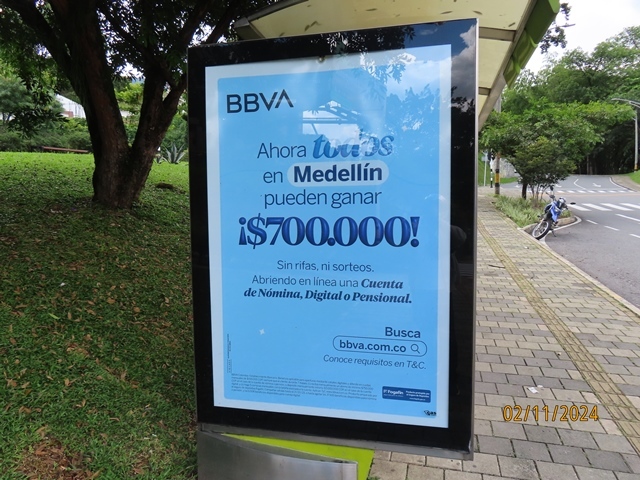 BBVA
Ahora todos
en Medellín
pueden ganar
¡$700.000!
Sin rifas, ni sorteos.
Abriendo en línea una Cuenta
de Nómina, Digital o Pensional.
Busca
bbva.com.co
Conoce requisitos en T&C.
02/11/2024